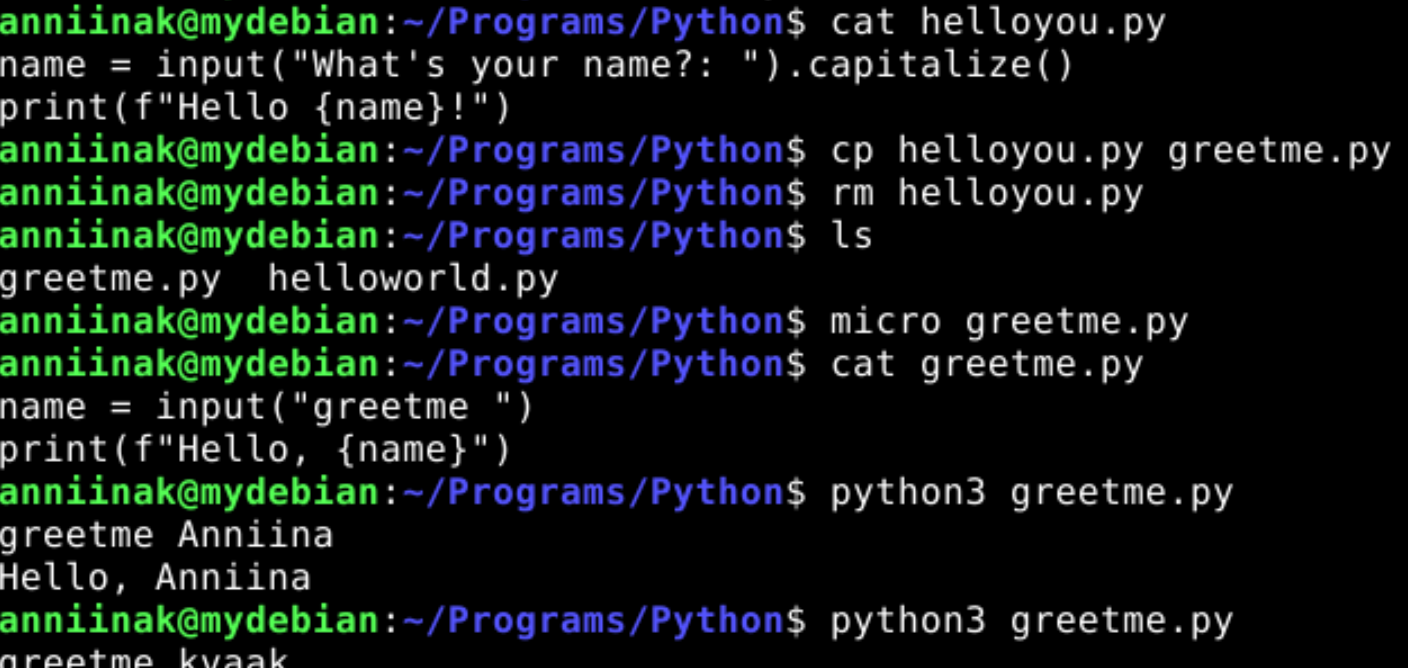 anniinak@mydebian:~/Programs/Python$ cat helloyou.py
name = input("What's your name?: ").capitalize()
print(f"Hello {name}!")
anniinak@mydebian:~/Programs/Python$ cp helloyou.py greetme.py
anniinak@mydebian:~/Programs/Python$ rm helloyou.py
anniinak@mydebian:~/Programs/Python$ ls
greetme.py  helloworld.py
anniinak@mydebian:~/Programs/Python$ micro greetme.py
anniinak@mydebian:~/Programs/Python$ cat greetme.py
name = input("greetme ")
print(f"Hello, {name}")
anniinak@mydebian:~/Programs/Python$ python3 greetme.py
greetme Anniina
Hello, Anniina
anniinak@mydebian:~/Programs/Python$ python3 greetme.py
greetme kvaak